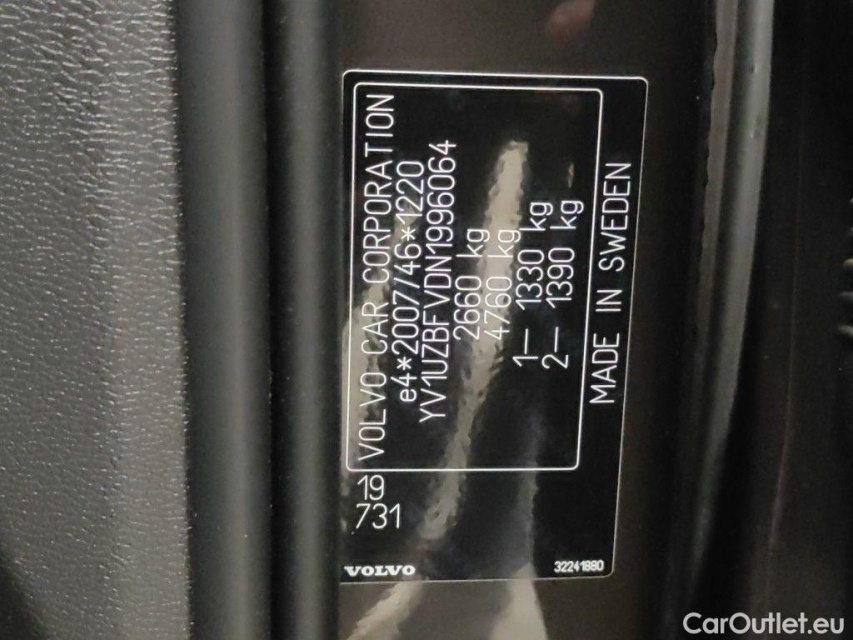 VOLVO CAR CORPORATION
e4*2007/46*1220
YV1UZBFVDN1996064
2660 kg
4760 kg
1– 1330 kg
2– 1390 kg
MADE IN SWEDEN
19
731
VOLVO
32241880
CarOutlet.eu